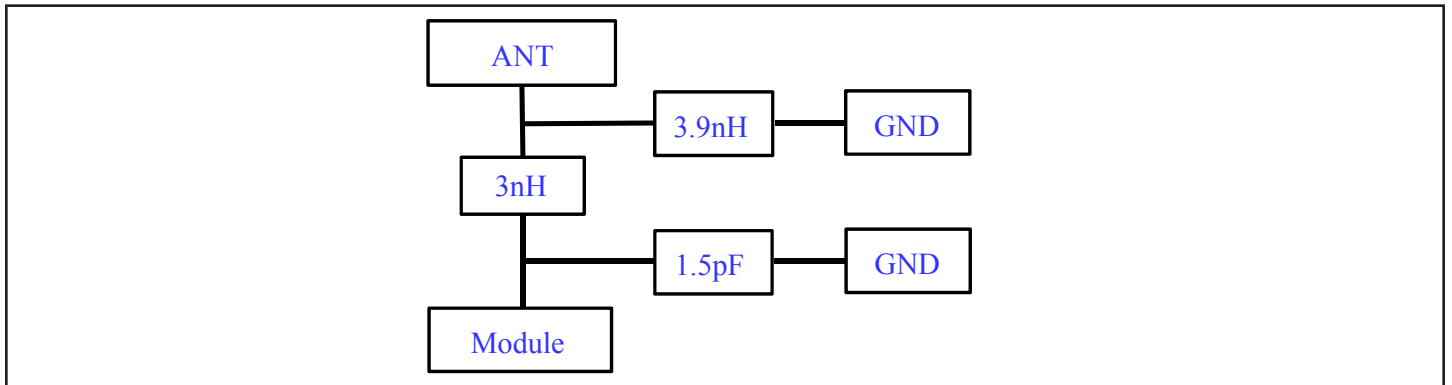 ANT
3.9nH
GND
3nH
1.5pF
GND
Module